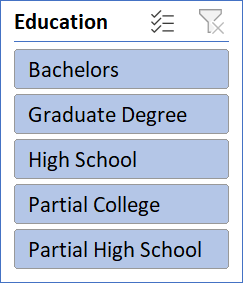 Education
Bachelors
Graduate Degree
High School
Partial College
Partial High School